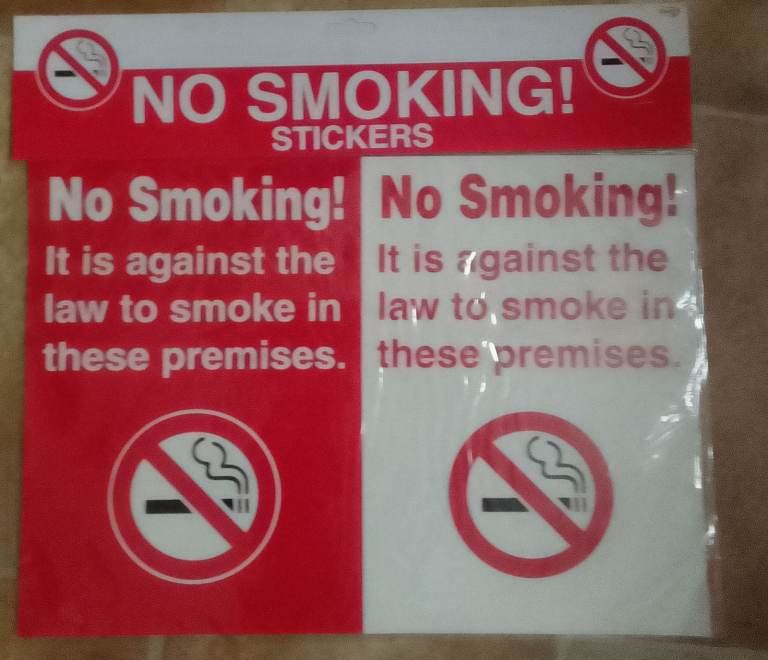 NO SMOKING!
STICKERS
No Smoking!
It is against the
law to smoke in
these premises.
No Smoking!
It is against the
law to smoke in
these premises.